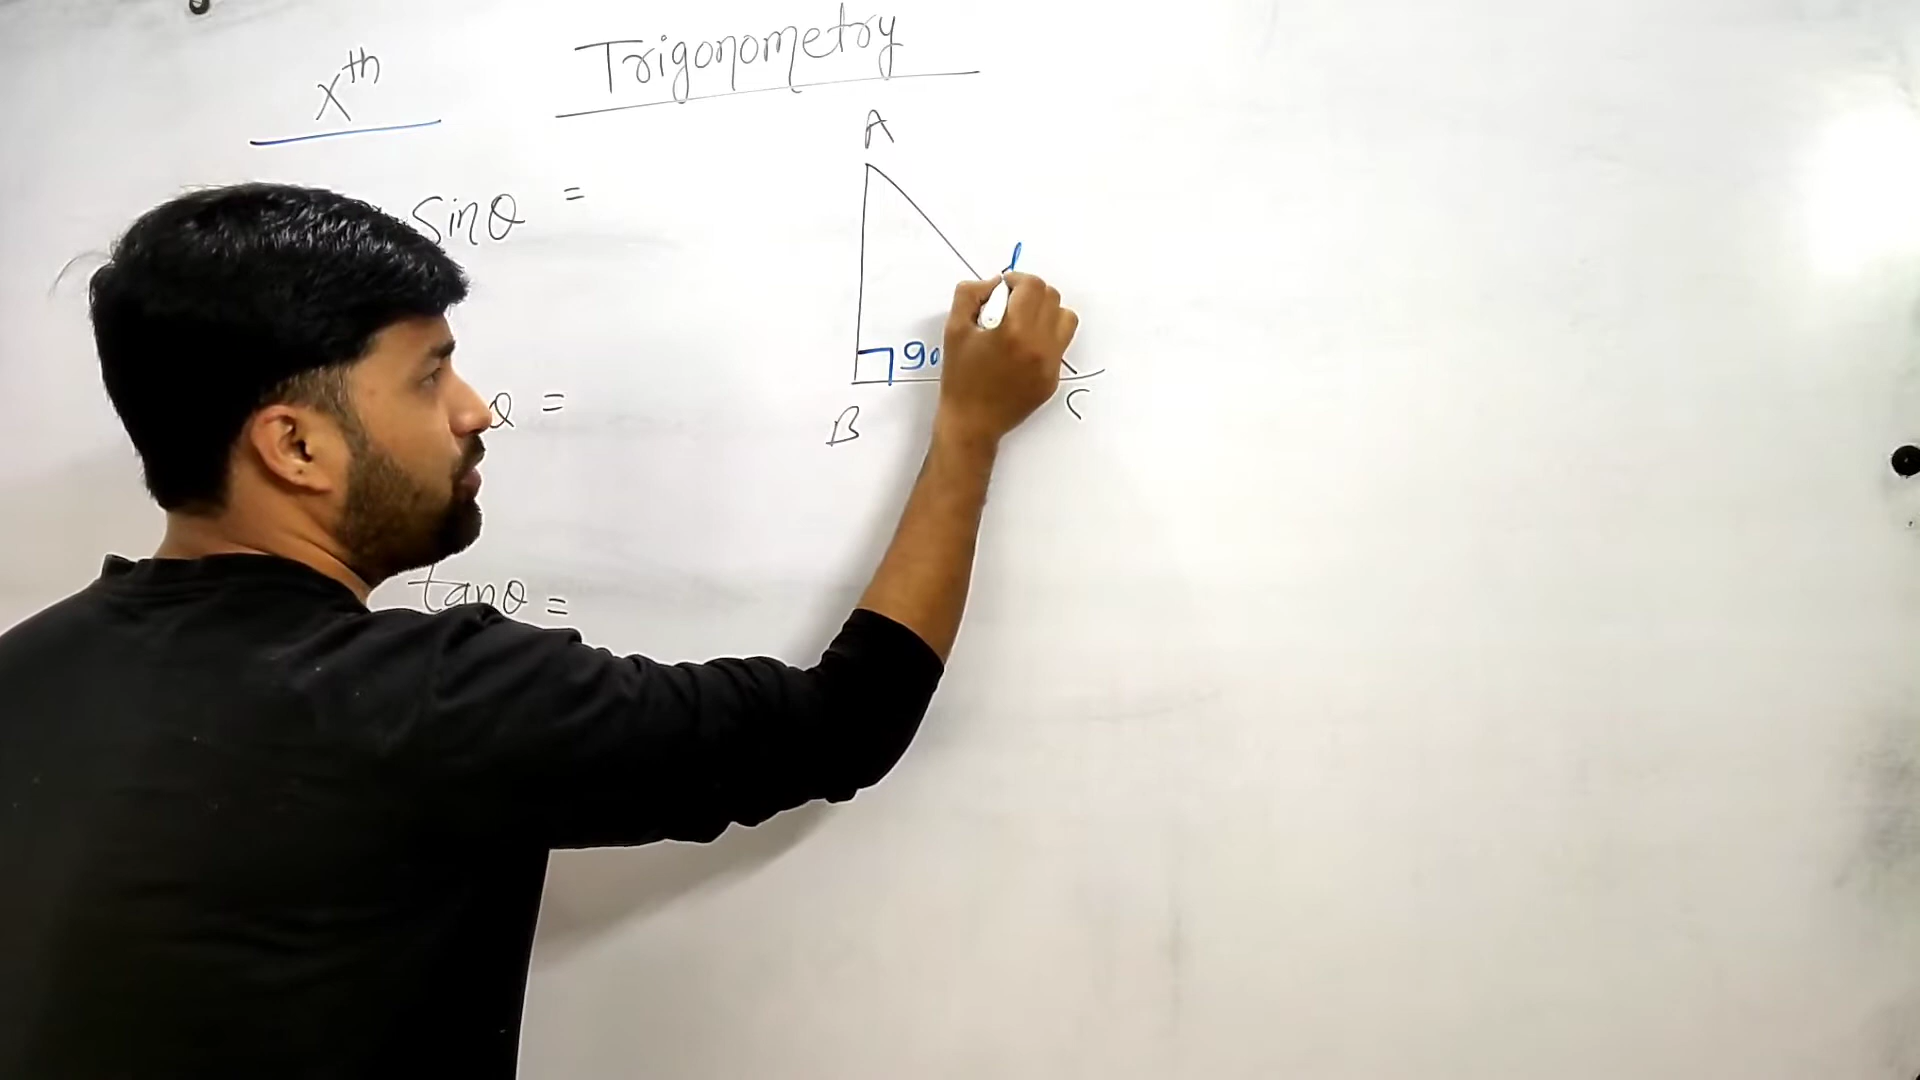 Xth
Trigonometry
A
sinθ =
90
B
C
θ =
tanθ =